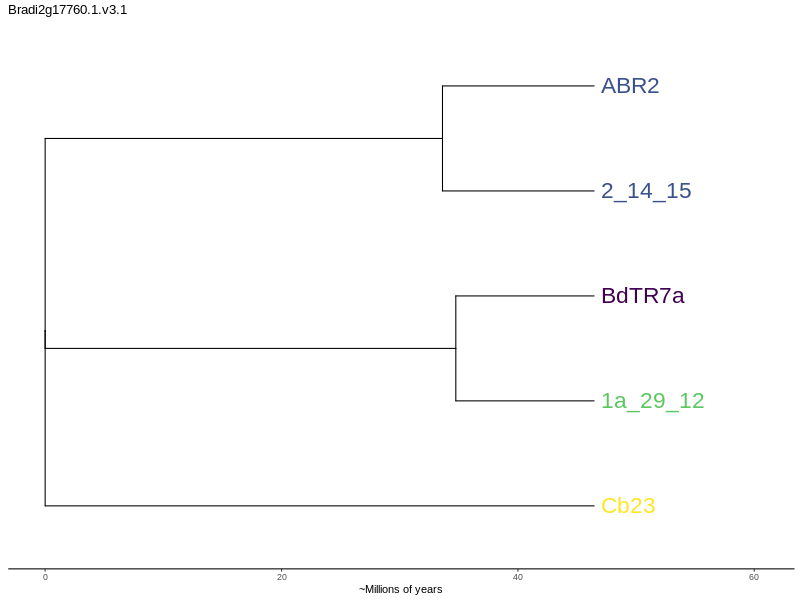 Bradi2g17760.1.v3.1
ABR2
2_14_15
BdTR7a
1a_29_12
Cb23
0 20 40 60
~Millions of years